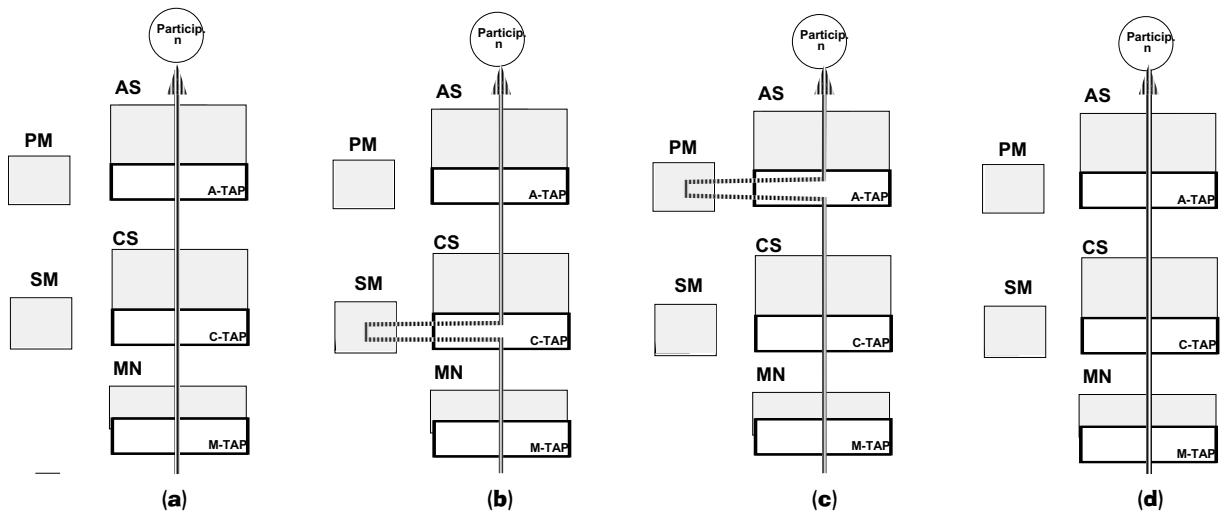 Particip.
n
AS
PM
A-TAP
CS
SM
C-TAP
MN
M-TAP
(a)
Particip.
n
AS
PM
A-TAP
CS
SM
C-TAP
MN
M-TAP
(b)
Particip.
n
AS
PM
A-TAP
CS
SM
C-TAP
MN
M-TAP
(c)
Particip.
n
AS
PM
A-TAP
CS
SM
C-TAP
MN
M-TAP
(d)